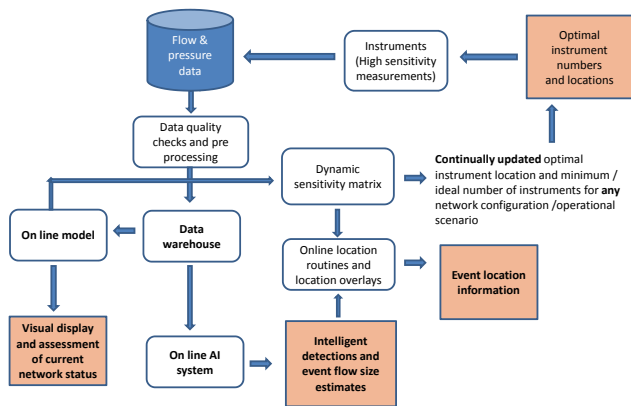 Flow &
pressure
data
Instruments
(High sensitivity
measurements)
Optimal
instrument
numbers
and locations
Data quality
checks and pre
processing
Dynamic
sensitivity matrix
Continually updated optimal
instrument location and minimum /
ideal number of instruments for any
network configuration /operational
scenario
On line model
Data
warehouse
Online location
routines and
location overlays
Event location
information
Visual display
and assessment
of current
network status
On line AI
system
Intelligent
detections and
event flow size
estimates